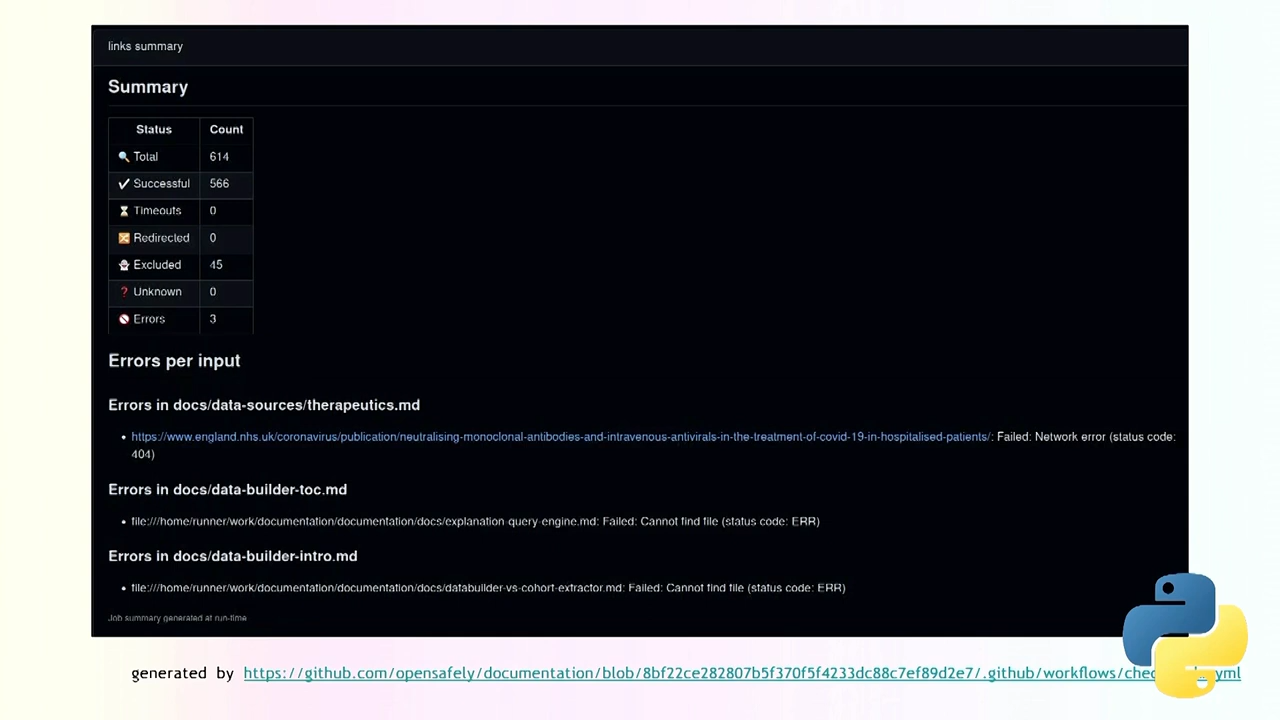 links summary
Summary
Status Count
Total 614
Successful 566
Timeouts 0
Redirected 0
Excluded 45
Unknown 0
Errors 3
Errors per input
Errors in docs/data-sources/therapeutics.md
https://www.england.nhs.uk/coronavirus/publication/neutralising-monoclonal-antibodies-and-intravenous-antivirals-in-the-treatment-of-covid-19-in-hospitalised-patients/: Failed: Network error (status code:
404)
Errors in docs/data-builder-toc.md
file:///home/runner/work/documentation/documentation/docs/explanation-query-engine.md: Failed: Cannot find file (status code: ERR)
Errors in docs/data-builder-intro.md
file:///home/runner/work/documentation/documentation/docs/databuilder-vs-cohort-extractor.md: Failed: Cannot find file (status code: ERR)
Job summary generated at run-time
generated by https://github.com/opensafely/documentation/blob/8bf22ce282807b5f370f5f4233dc88c7ef89d2e7/.github/workflows/